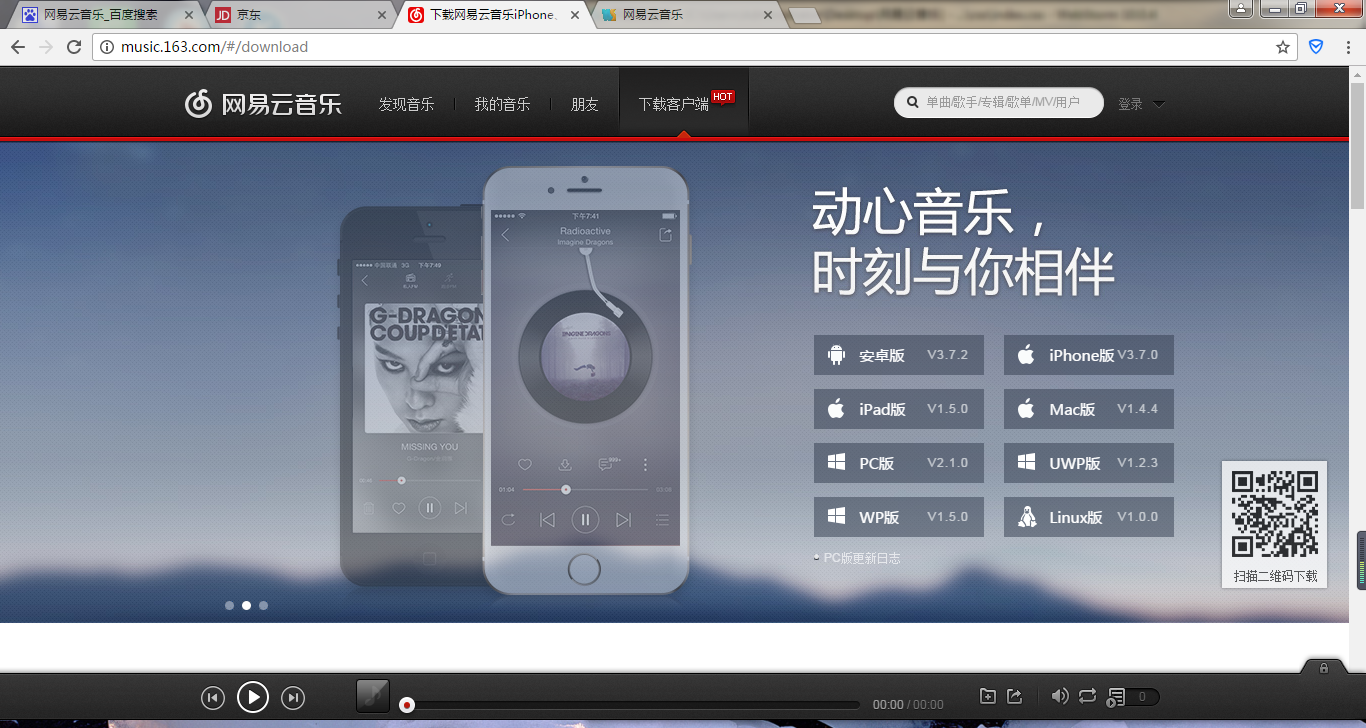 网易云音乐_百度搜索
京东
下载网易云音乐iPhone、
网易云音乐
music.163.com/#/download
网易云音乐
发现音乐
我的音乐
朋友
下载客户端
HOT
单曲/歌手/专辑/歌单/MV/用户
登录
动心音乐，
时刻与你相伴
下午7:41
Radioactive
Imagine Dragons
中国联通 3G 下午7:49
G-DRAGON
COUPDETAT
IMAGINE DRAGONS
MISSING YOU
01:04
安卓版 V3.7.2
iPhone版 V3.7.0
iPad版 V1.5.0
Mac版 V1.4.4
PC版 V2.1.0
UWP版 V1.2.3
WP版 V1.5.0
Linux版 V1.0.0
PC版更新日志
扫描二维码下载
00:00 / 00:00
0